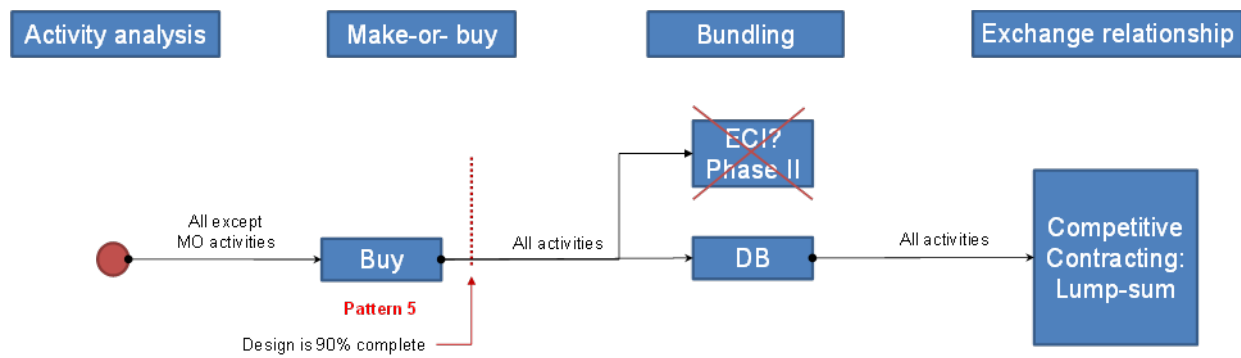 Activity analysis
Make-or- buy
Bundling
Exchange relationship
ECI?
Phase II
All except
MO activities
Buy
All activities
DB
All activities
Competitive
Contracting:
Lump-sum
Pattern 5
Design is 90% complete